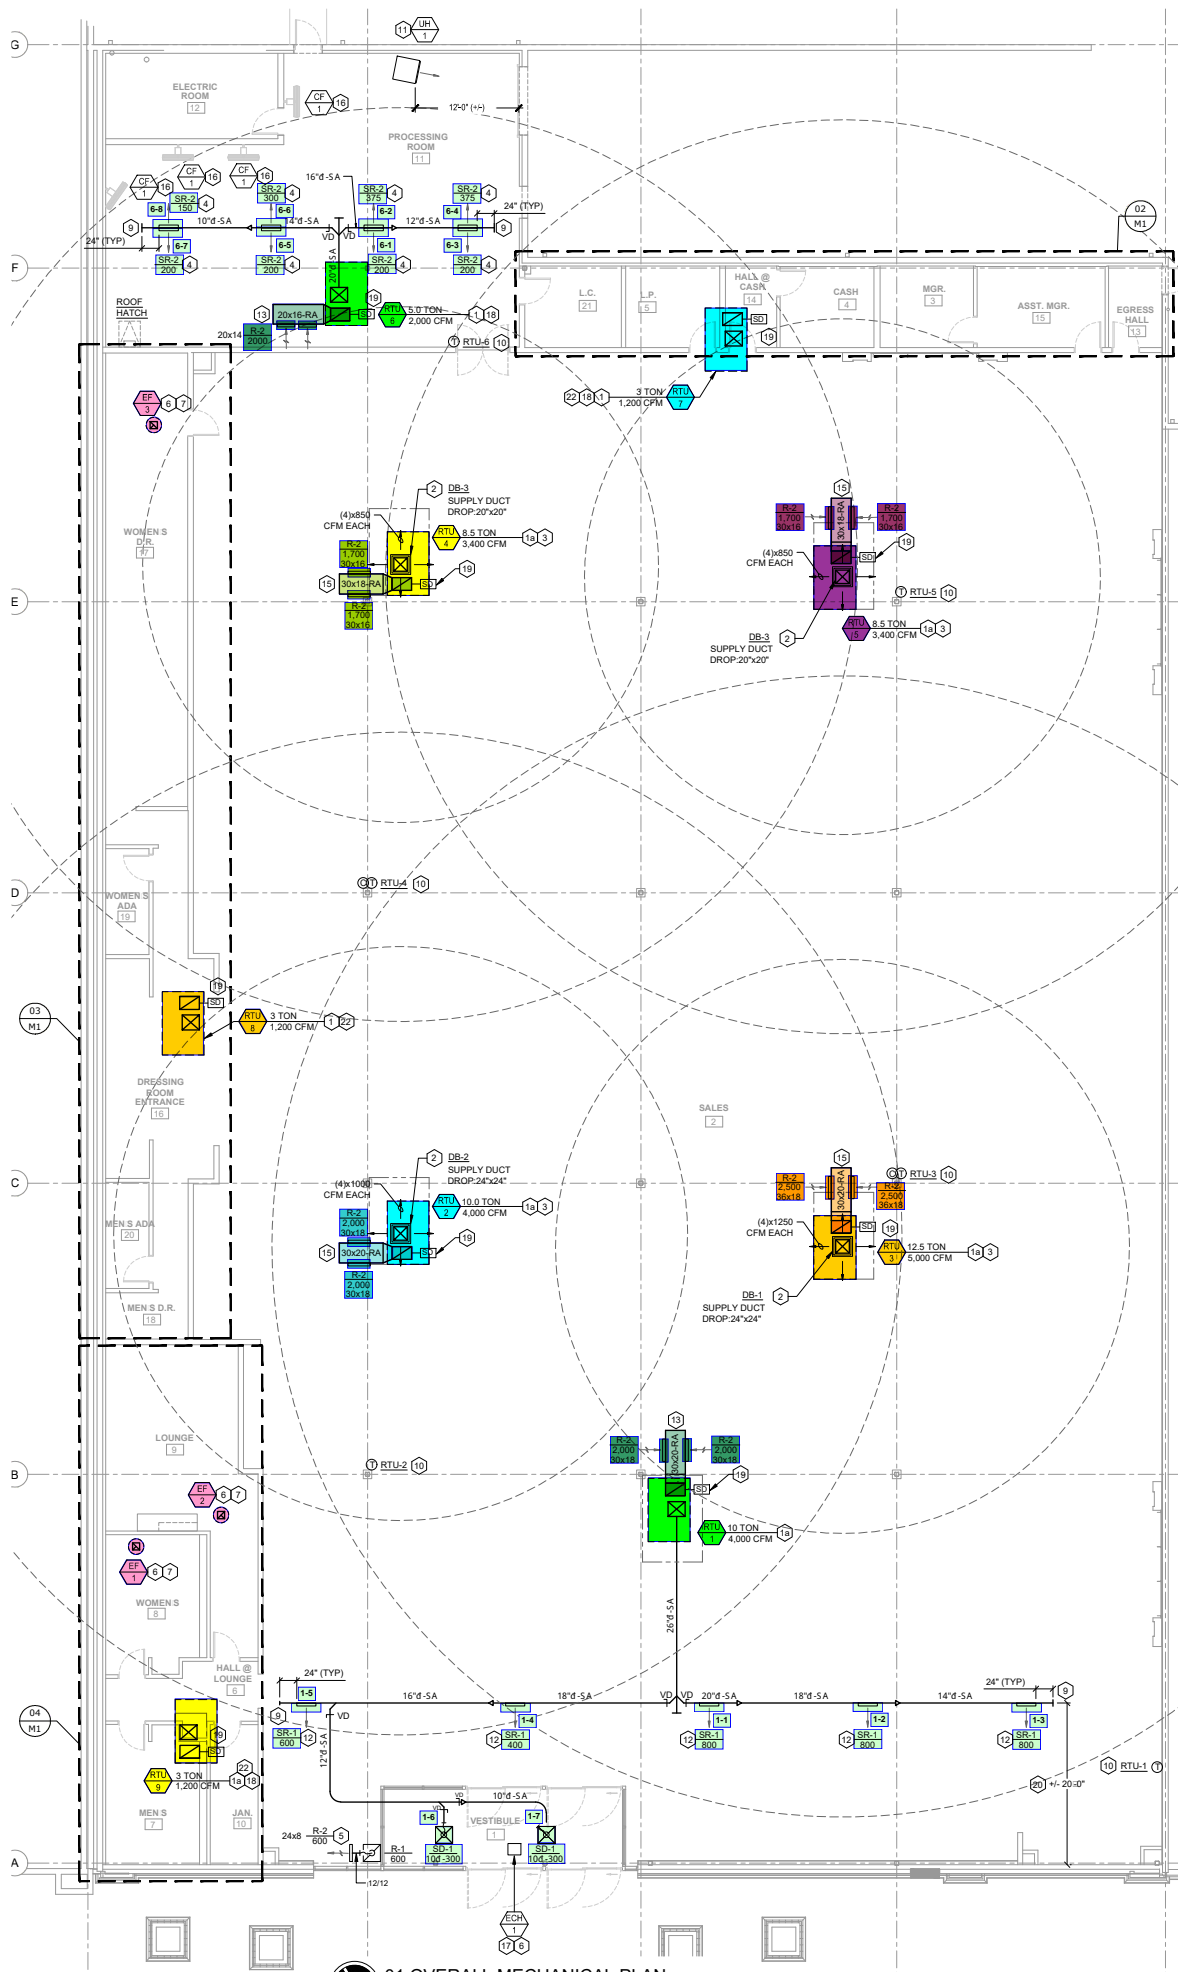 G
11
UH
1
ELECTRIC
ROOM
12
CF
1
16
12'-0" (+/-)
PROCESSING
ROOM
11
CF
1
16
CF
1
16
CF
1
16
16"ø-SA
SR-2
150
4
SR-2
300
4
SR-2
375
4
SR-2
375
4
6-8
6-6
6-2
6-4
24" (TYP)
9
10"ø-SA
14"ø-SA
VD
12"ø-SA
9
24" (TYP)
6-7
6-5
6-1
6-3
SR-2
200
4
SR-2
200
4
SR-2
200
4
SR-2
200
4
20"ø-SA
02
M1
F
ROOF
HATCH
13
20x16-RA
19
SD
RTU
6
5.0 TON
2,000 CFM
1
18
20x14
R-2
2000
T
RTU-6
10
L.C.
21
L.P.
5
HALL @
CASH
14
CASH
4
MGR.
3
ASST. MGR.
15
EGRESS
HALL
13
SD
19
22
18
1
3 TON
1,200 CFM
RTU
7
EF
3
6
7
WOMEN'S
D.R.
17
2
DB-3
SUPPLY DUCT
DROP:20"x20"
(4)x850
CFM EACH
RTU
4
8.5 TON
3,400 CFM
1a
3
R-2
1,700
30x16
15
30x18-RA
SD
19
R-2
1,700
30x16
15
R-2
1,700
30x16
30x18-RA
R-2
1,700
30x16
(4)x850
CFM EACH
SD
19
T
RTU-5
10
E
RTU
5
8.5 TON
3,400 CFM
1a
3
DB-3
2
SUPPLY DUCT
DROP:20"x20"
D
C
T
RTU-4
10
WOMEN'S
ADA
19
03
M1
19
SD
RTU
8
3 TON
1,200 CFM
1
22
DRESSING
ROOM
ENTRANCE
16
SALES
2
2
DB-2
SUPPLY DUCT
DROP:24"x24"
(4)x1000
CFM EACH
RTU
2
10.0 TON
4,000 CFM
1a
3
R-2
2,000
30x18
15
30x20-RA
SD
19
R-2
2,000
30x18
C
MEN'S ADA
20
MEN'S D.R.
18
15
R-2
2,500
36x18
30x20-RA
R-2
2,500
36x18
C
T
RTU-3
10
(4)x1250
CFM EACH
SD
19
RTU
3
12.5 TON
5,000 CFM
1a
3
DB-1
2
SUPPLY DUCT
DROP:24"x24"
LOUNGE
9
B
T
RTU-2
10
13
R-2
2,000
30x18
30x20-RA
R-2
2,000
30x18
SD
19
RTU
1
10 TON
4,000 CFM
1a
26"ø-SA
EF
2
6
7
EF
1
6
7
WOMEN'S
8
HALL @
LOUNGE
6
04
M1
19
SD
RTU
9
3 TON
1,200 CFM
22
1a
18
MEN'S
7
JAN.
10
24" (TYP)
1-5
9
SR-1
600
12
VD
12"ø-SA
16"ø-SA
18"ø-SA
VD
VD
20"ø-SA
18"ø-SA
14"ø-SA
24" (TYP)
9
1-4
12
SR-1
400
1-1
12
SR-1
800
1-2
12
SR-1
800
1-3
12
SR-1
800
10
RTU-1
T
20
+/- 20'-0"
VD
VD
10"ø-SA
1-6
1-7
VESTIBULE
1
SD-1
10ø-300
SD-1
10ø-300
24x8
R-2
600
5
R-1
600
12/12
A
ECH
1
17
6
01 OVERALL MECHANICAL PLAN